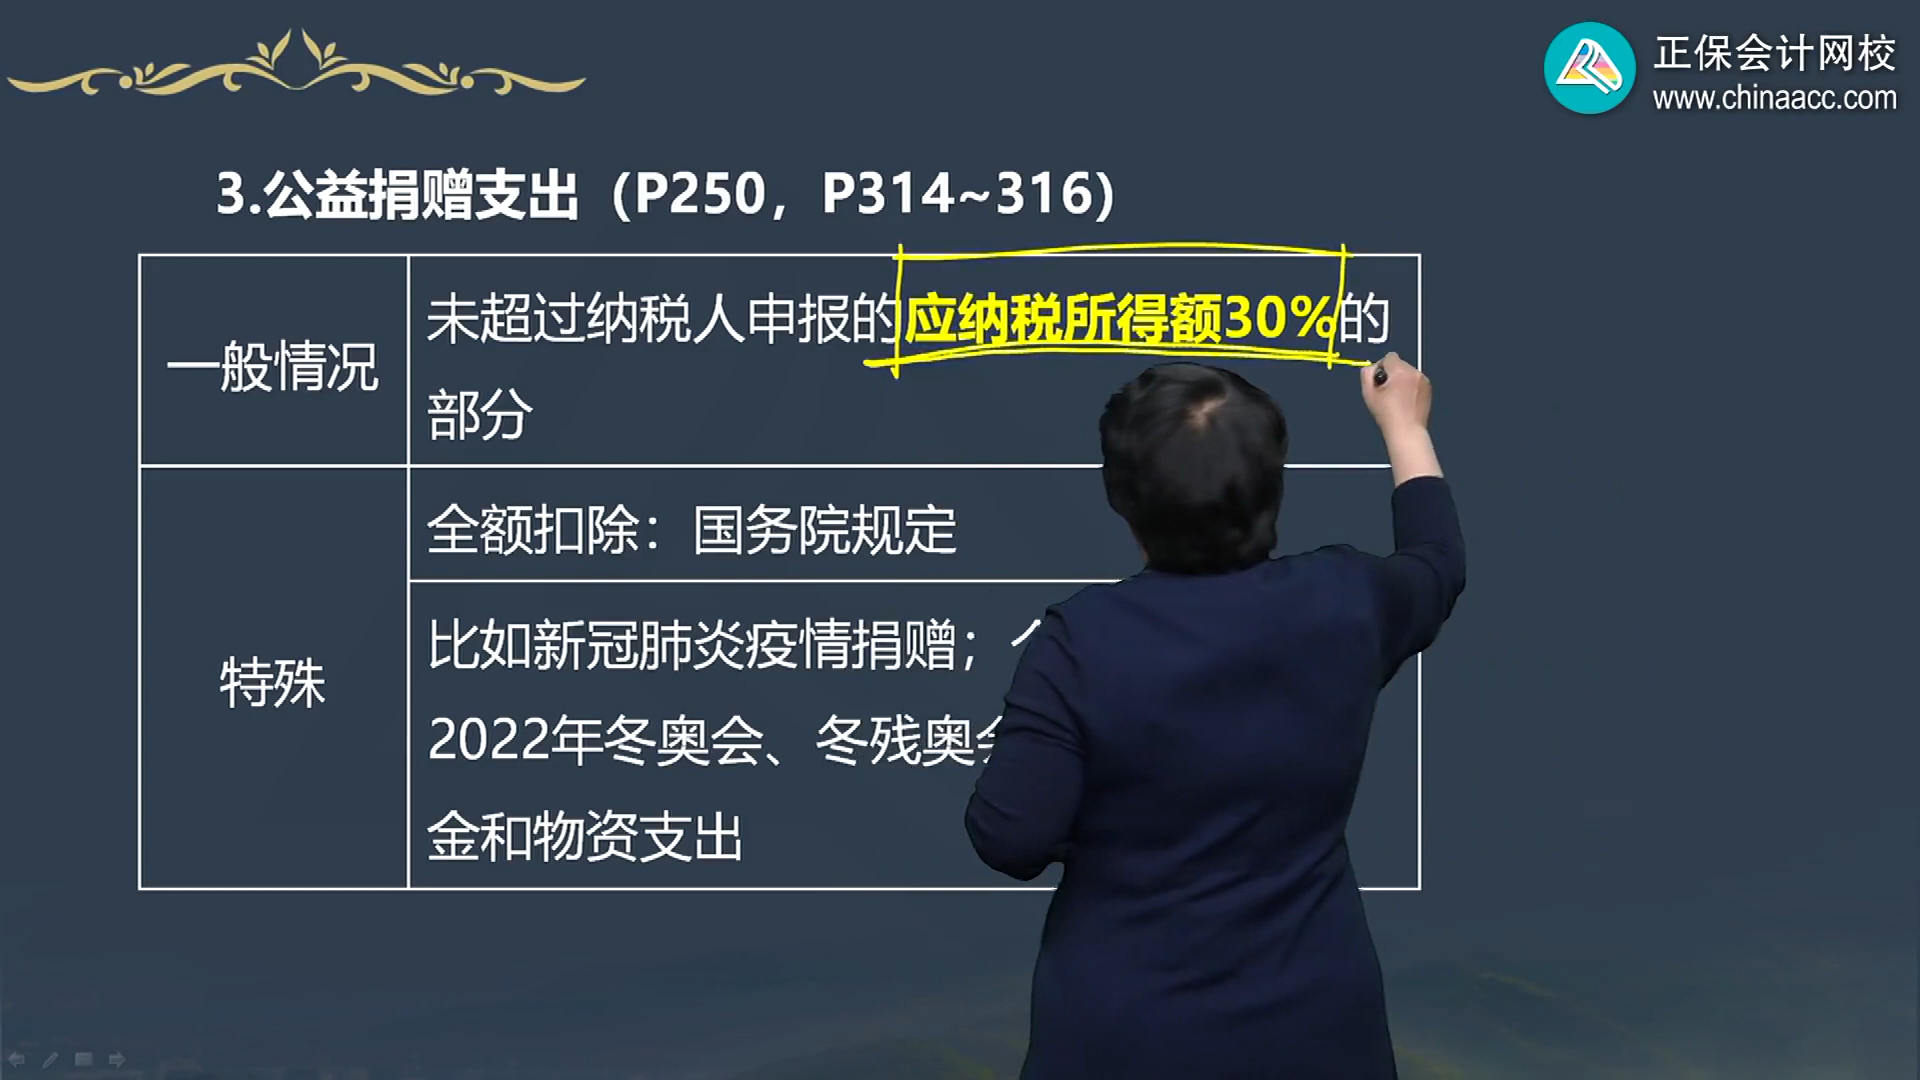 正保会计网校
www.chinaacc.com
3.公益捐赠支出（P250，P314~316）
一般情况
未超过纳税人申报的应纳税所得额30%的
部分
特殊
全额扣除：国务院规定
比如新冠肺炎疫情捐赠；
2022年冬奥会、冬残奥
金和物资支出